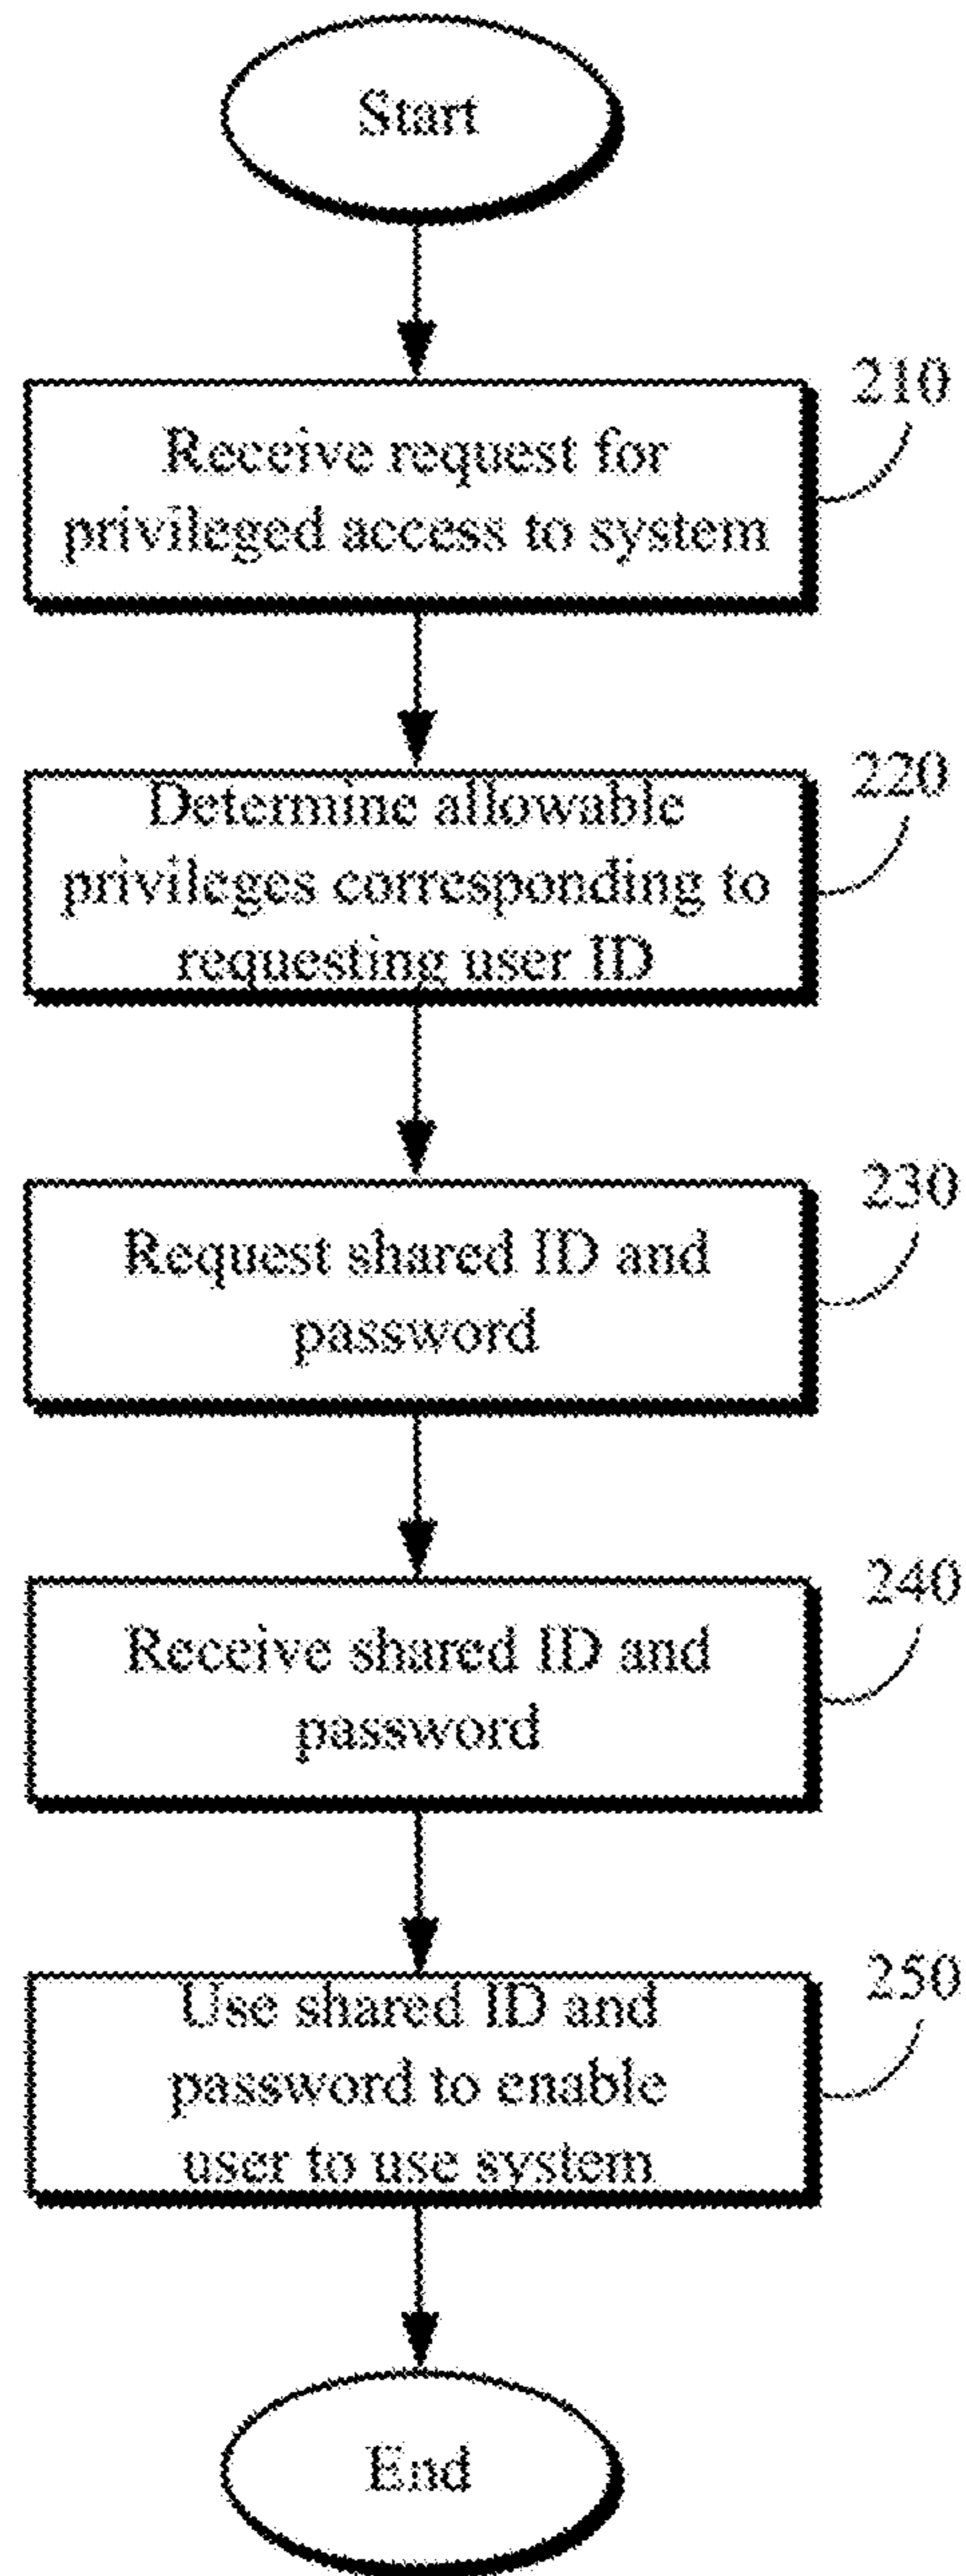 Start
210
Receive request for
privileged access to system
220
Determine allowable
privileges corresponding to
requesting user ID
230
Request shared ID and
password
240
Receive shared ID and
password
250
Use shared ID and
password to enable
user to use system
End